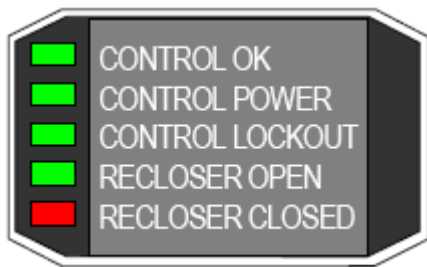 CONTROL OK
CONTROL POWER
CONTROL LOCKOUT
RECLOSER OPEN
RECLOSER CLOSED